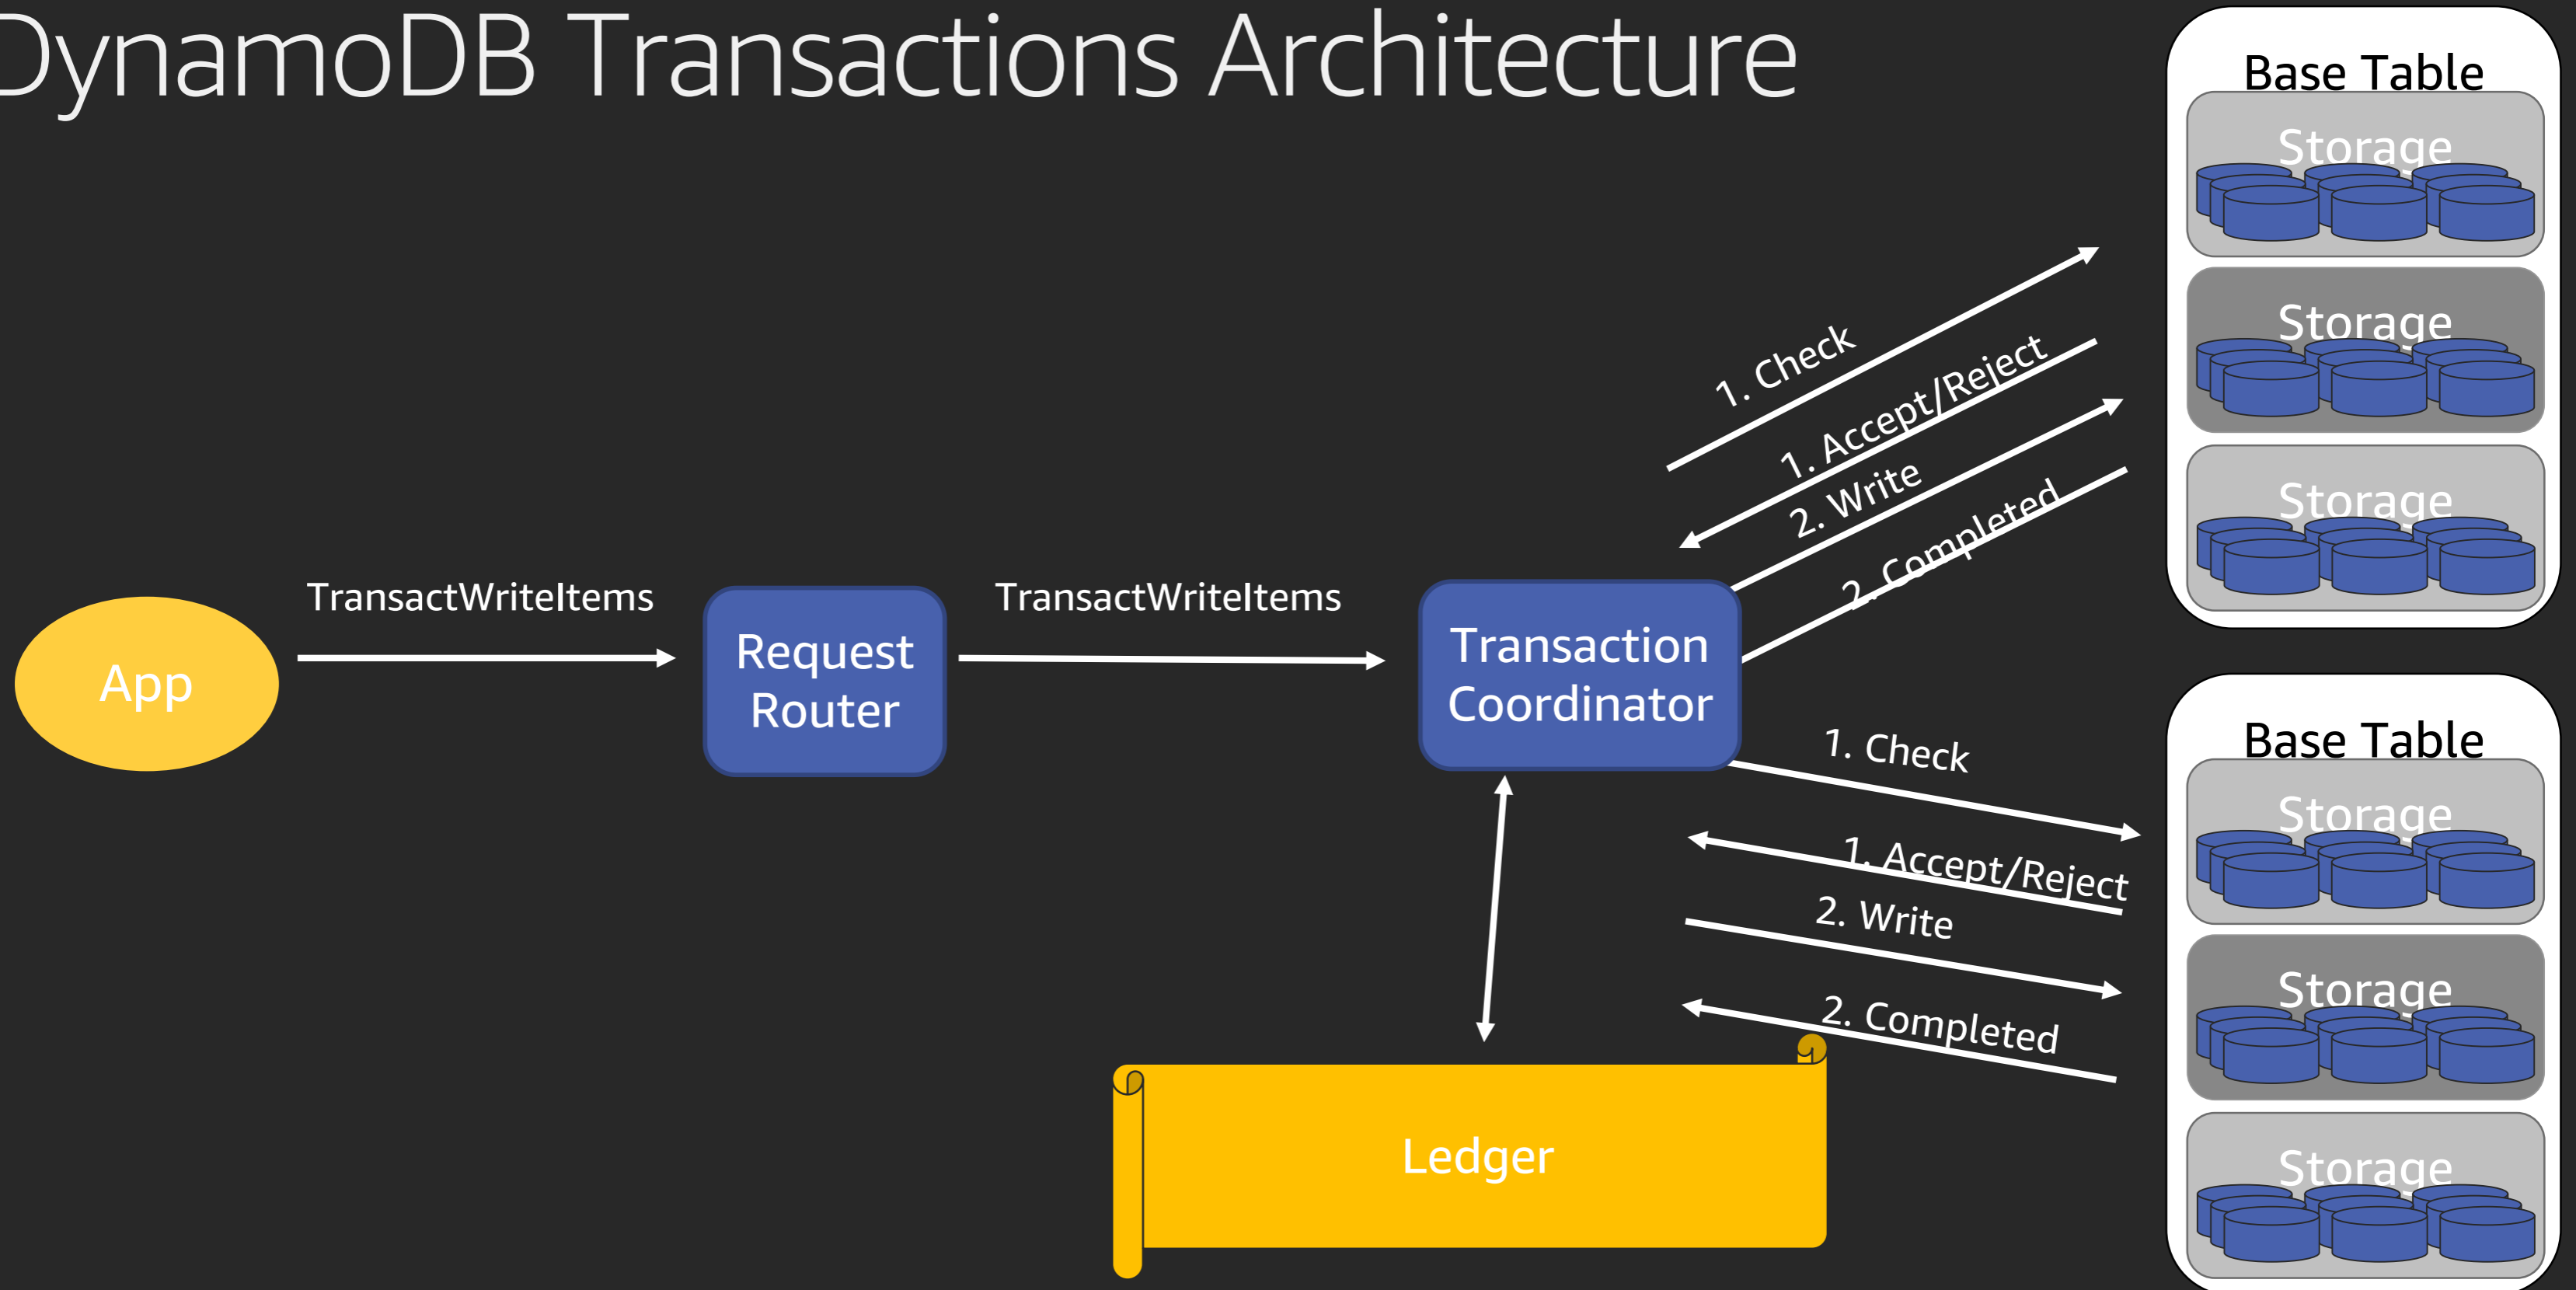 DynamoDB Transactions Architecture
Base Table
Storage
Storage
Storage
1. Check
1. Accept/Reject
2. Write
2. Completed
App
TransactWriteItems
Request
Router
TransactWriteItems
Transaction
Coordinator
Base Table
Storage
Storage
Storage
1. Check
1. Accept/Reject
2. Write
2. Completed
Ledger